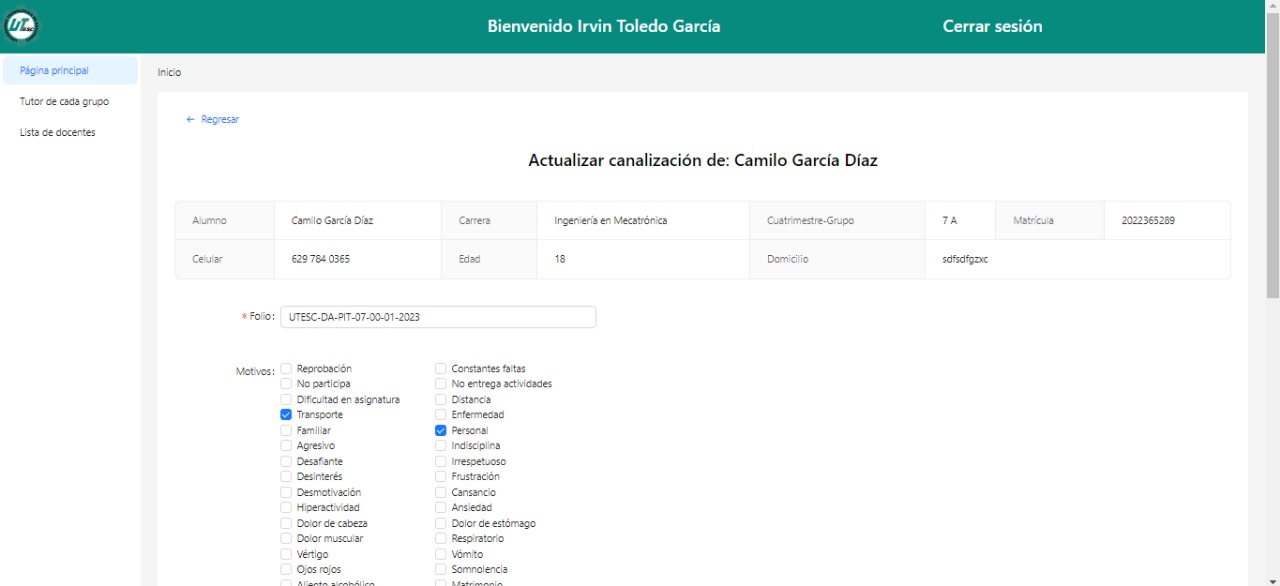 UTesc
Bienvenido Irvin Toledo García
Cerrar sesión
Página principal
Tutor de cada grupo
Lista de docentes
Inicio
← Regresar
Actualizar canalización de: Camilo García Díaz
Alumno Camilo García Díaz Carrera Ingeniería en Mecatrónica Cuatrimestre-Grupo 7 A Matrícula 2022365289
Celular 629 784 0365 Edad 18 Domicilio sdfsdfgzxc
* Folio: UTESC-DA-PIT-07-00-01-2023
Motivos: Reprobación Constantes faltas
No participa No entrega actividades
Dificultad en asignatura Distancia
Transporte Enfermedad
Familiar Personal
Agresivo Indisciplina
Desafiante Irrespetuoso
Desinterés Frustración
Desmotivación Cansancio
Hiperactividad Ansiedad
Dolor de cabeza Dolor de estómago
Dolor muscular Respiratorio
Vértigo Vómito
Ojos rojos Somnolencia
Aliento alcohólico Matrimonio